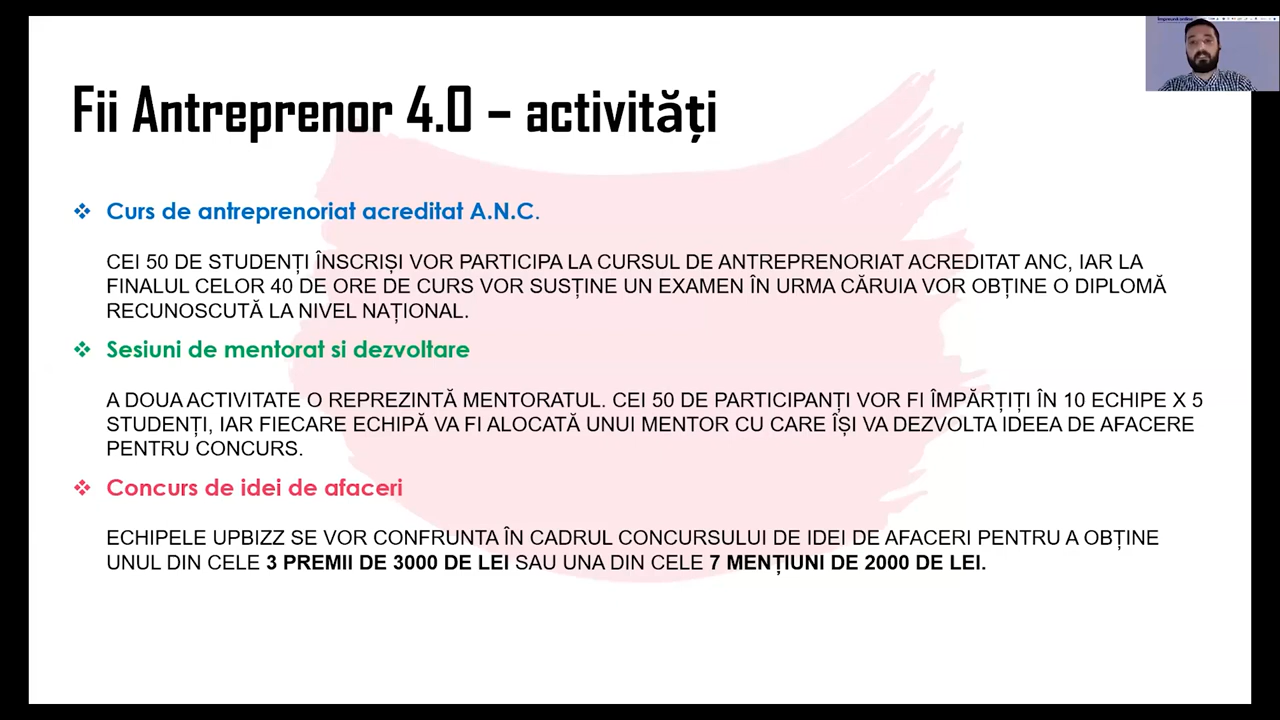 Fii Antreprenor 4.0 – activități
❖ Curs de antreprenoriat acreditat A.N.C.
CEI 50 DE STUDENȚI ÎNSCRIȘI VOR PARTICIPA LA CURSUL DE ANTREPRENORIAT ACREDITAT ANC, IAR LA
FINALUL CELOR 40 DE ORE DE CURS VOR SUSȚINE UN EXAMEN ÎN URMA CĂRUIA VOR OBȚINE O DIPLOMĂ
RECUNOSCUTĂ LA NIVEL NAȚIONAL.
❖ Sesiuni de mentorat si dezvoltare
A DOUA ACTIVITATE O REPREZINTĂ MENTORATUL. CEI 50 DE PARTICIPANȚI VOR FI ÎMPĂRȚIȚI ÎN 10 ECHIPE X 5
STUDENȚI, IAR FIECARE ECHIPĂ VA FI ALOCATĂ UNUI MENTOR CU CARE ÎȘI VA DEZVOLTA IDEEA DE AFACERE
PENTRU CONCURS.
❖ Concurs de idei de afaceri
ECHIPELE UPBIZZ SE VOR CONFRUNTA ÎN CADRUL CONCURSULUI DE IDEI DE AFACERI PENTRU A OBȚINE
UNUL DIN CELE 3 PREMII DE 3000 DE LEI SAU UNA DIN CELE 7 MENȚIUNI DE 2000 DE LEI.